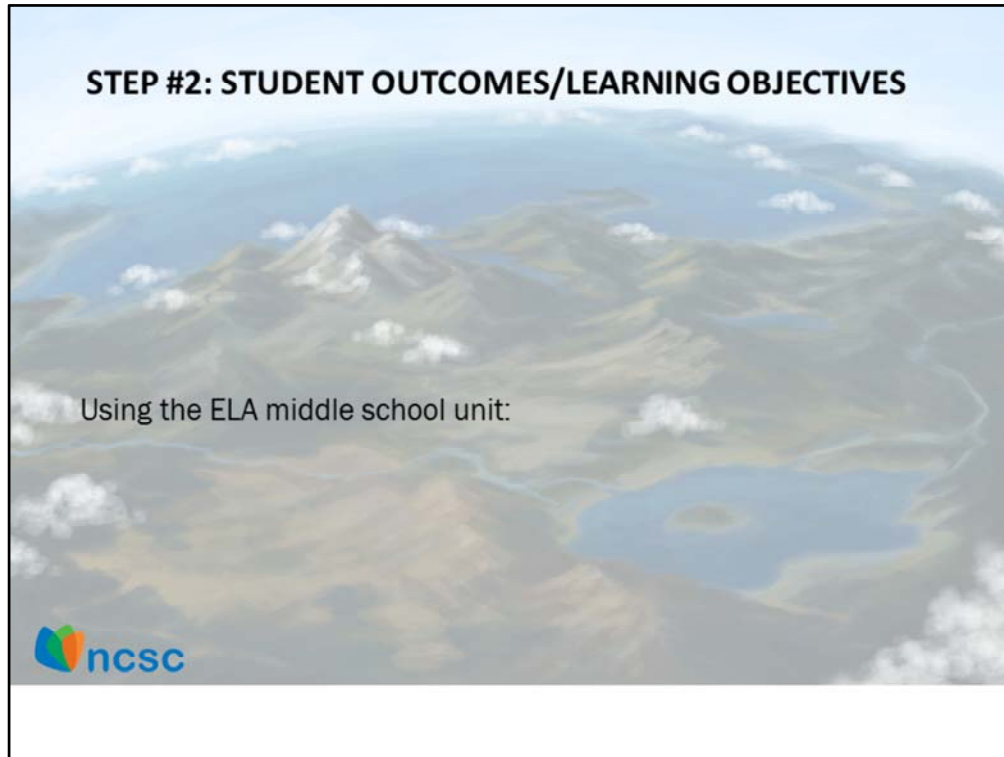 STEP #2: STUDENT OUTCOMES/LEARNING OBJECTIVES
Using the ELA middle school unit:
ncsc